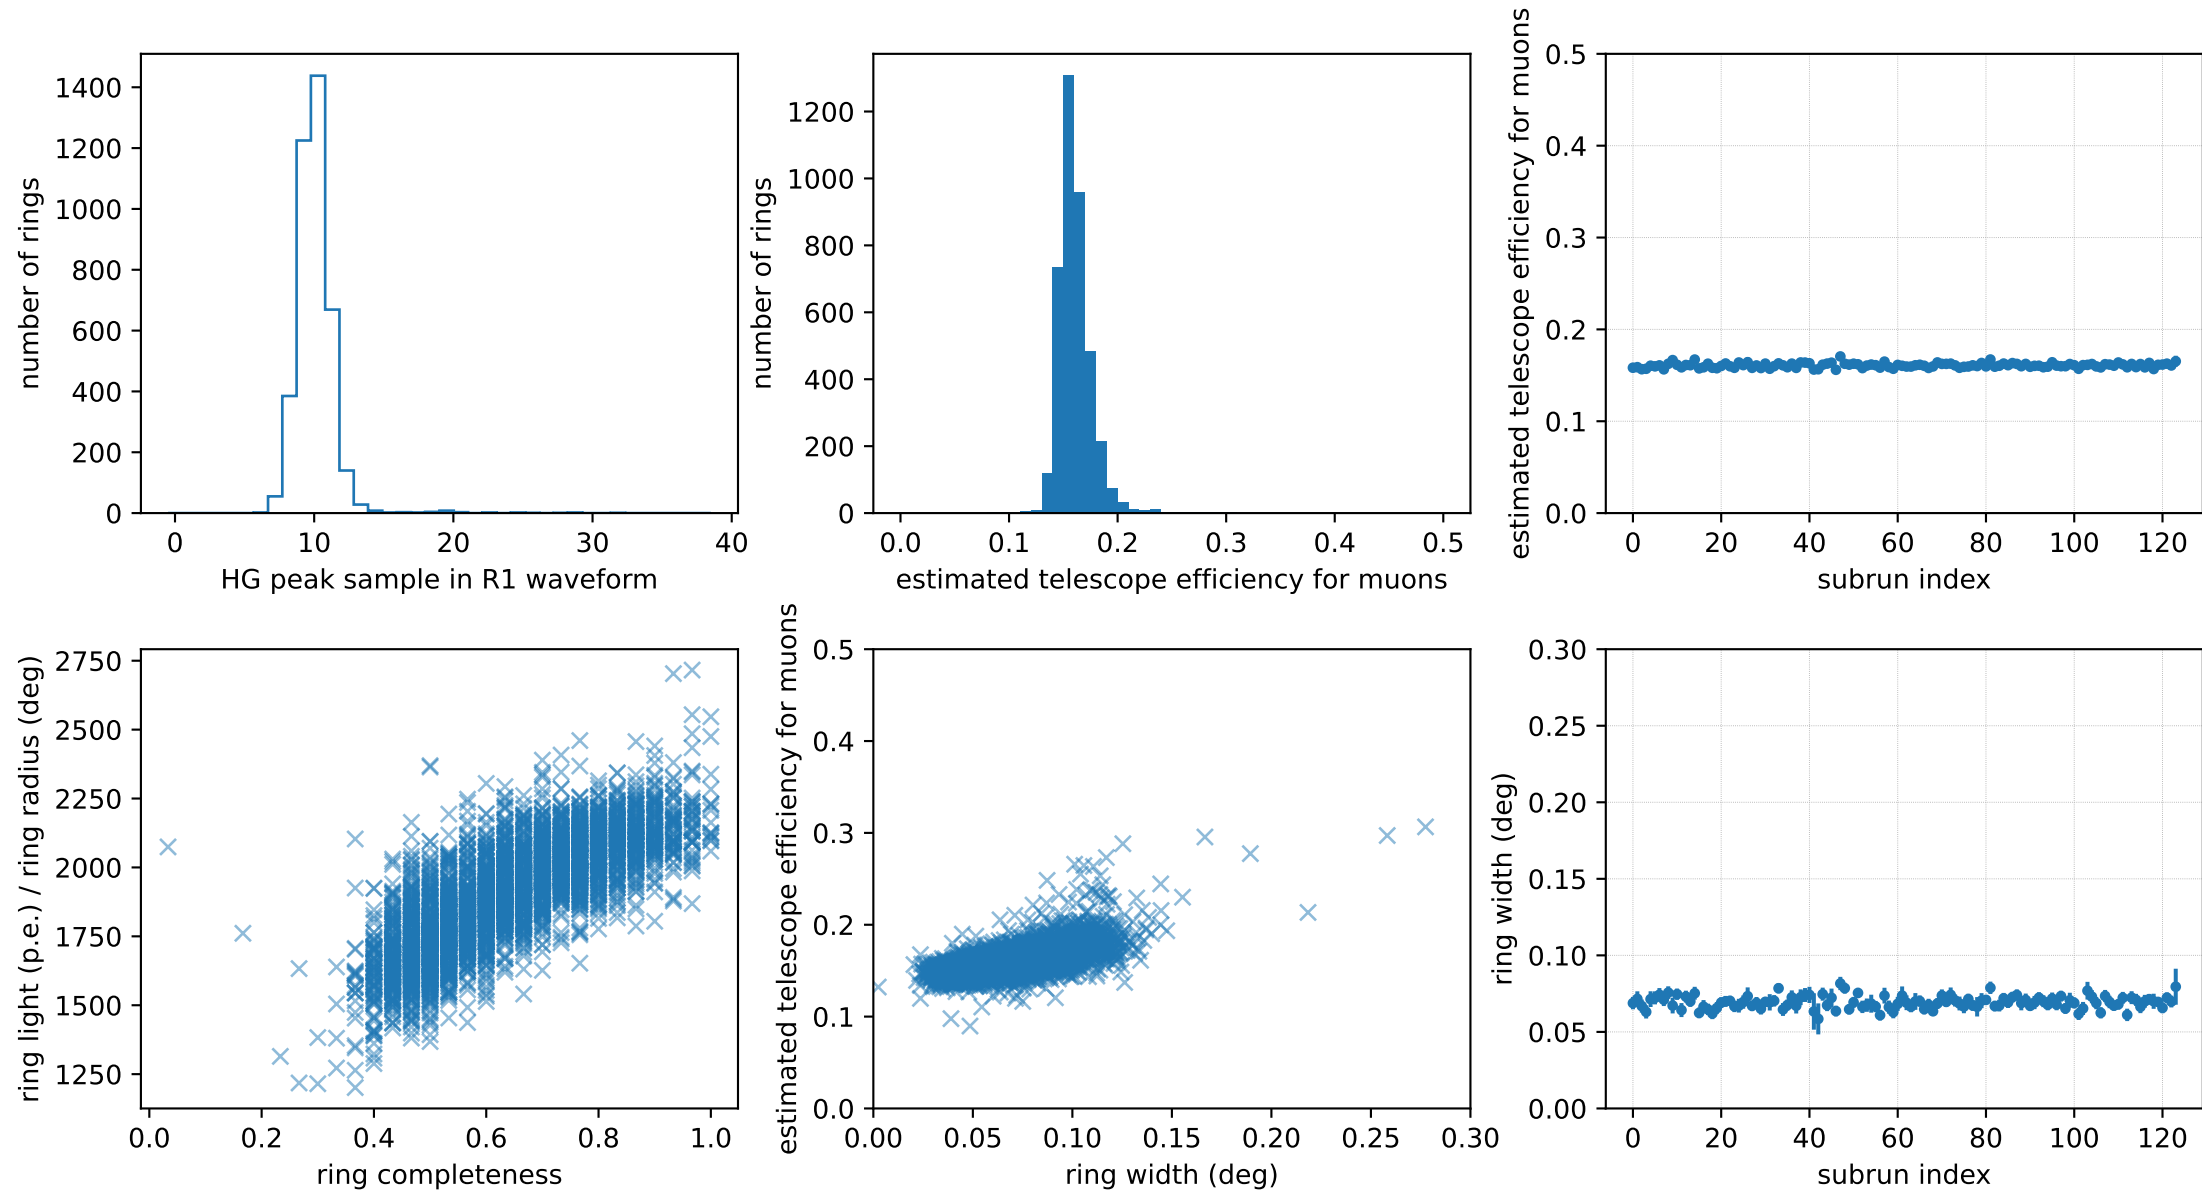 1400
1200
1000
800
600
400
200
0
number of rings
0 10 20 30 40
HG peak sample in R1 waveform
1200
1000
800
600
400
200
0
number of rings
0.0 0.1 0.2 0.3 0.4 0.5
estimated telescope efficiency for muons
0.5
0.4
0.3
0.2
0.1
0.0
estimated telescope efficiency for muons
0 20 40 60 80 100 120
subrun index
2750
2500
2250
2000
1750
1500
1250
ring light (p.e.) / ring radius (deg)
0.0 0.2 0.4 0.6 0.8 1.0
ring completeness
0.5
0.4
0.3
0.2
0.1
0.0
estimated telescope efficiency for muons
0.00 0.05 0.10 0.15 0.20 0.25 0.30
ring width (deg)
0.30
0.25
0.20
0.15
0.10
0.05
0.00
ring width (deg)
0 20 40 60 80 100 120
subrun index